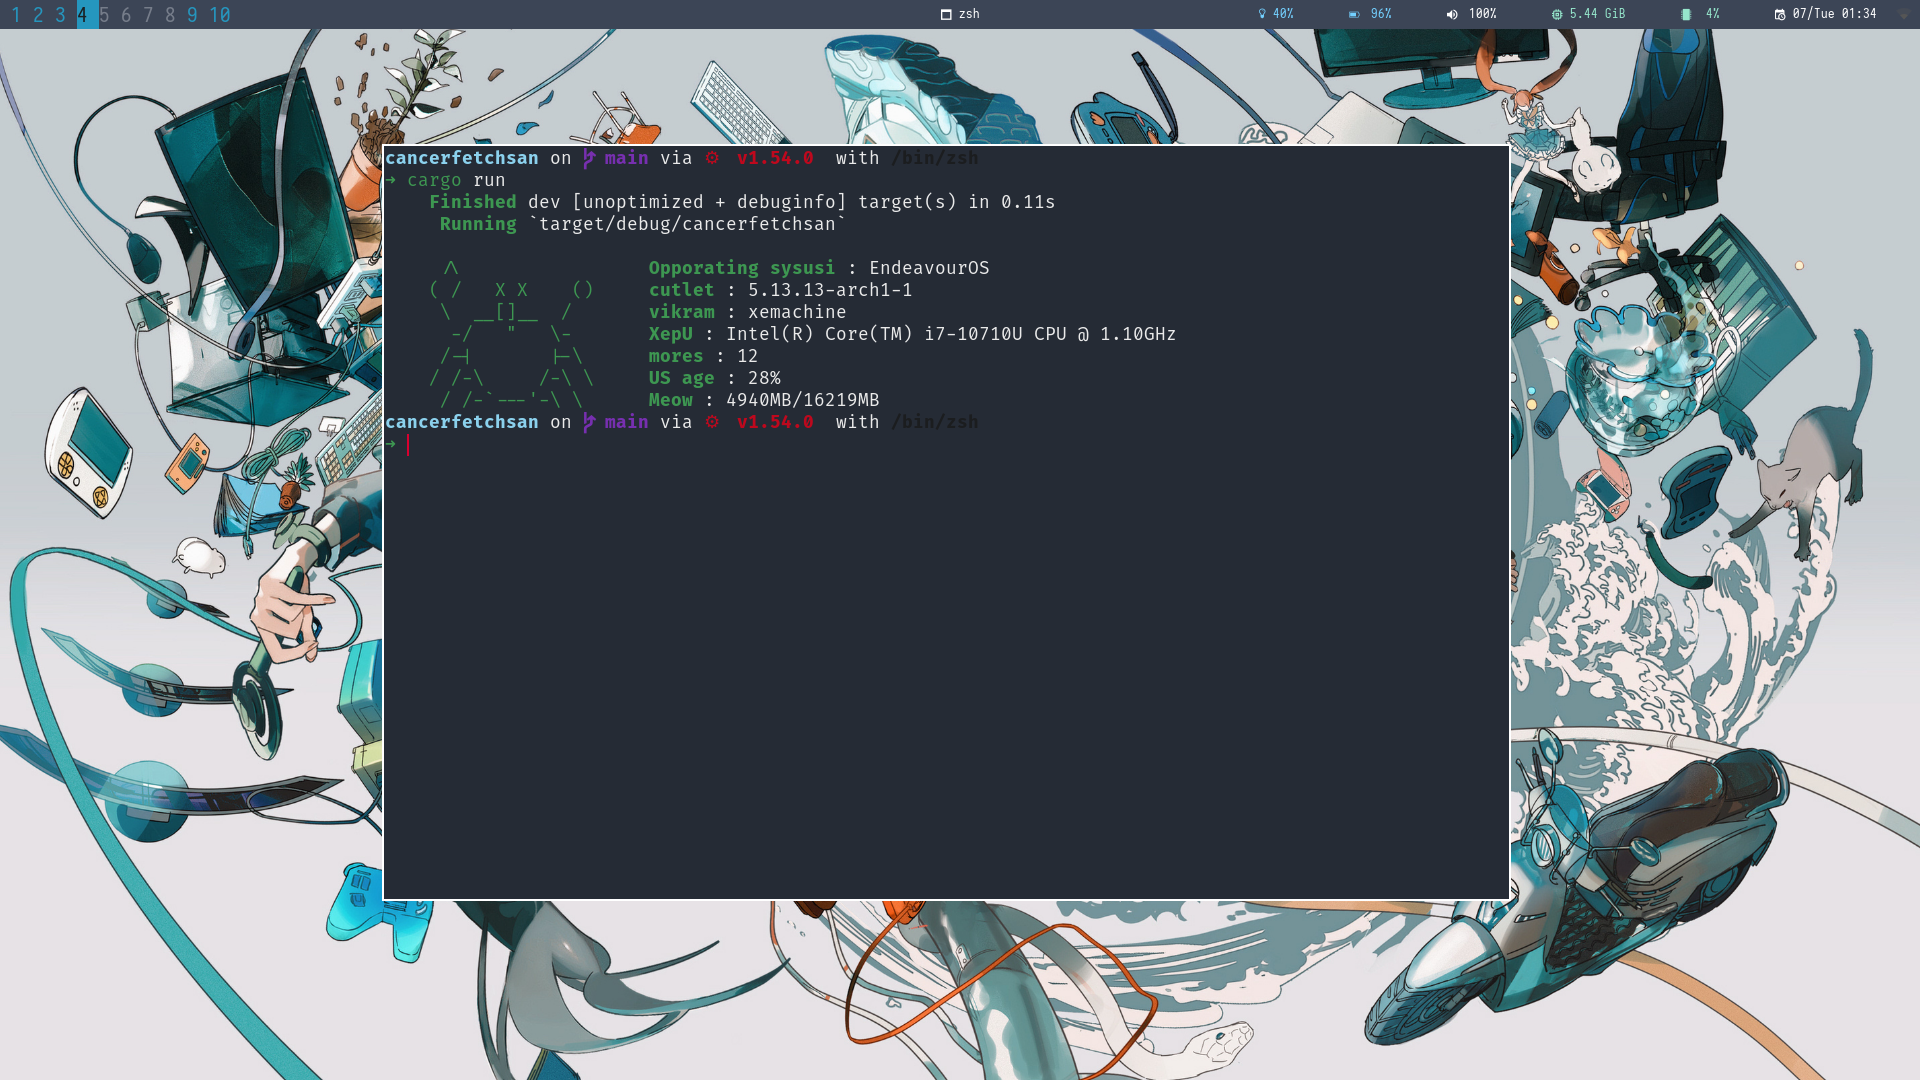 1 2 3 4 5 6 7 8 9 10 zsh 40% 96% 100% 5.44 GiB 4% 07/Tue 01:34
cancerfetchsan on main via v1.54.0 with /bin/zsh
→ cargo run
Finished dev [unoptimized + debuginfo] target(s) in 0.11s
Running `target/debug/cancerfetchsan`
/\ Opporating sysusi : EndeavourOS
( / X X () cutlet : 5.13.13-arch1-1
\ __[]__ / vikram : xemachine
-/ " \- XepU : Intel(R) Core(TM) i7-10710U CPU @ 1.10GHz
/-| |-\ mores : 12
/ /-\ /-\ \ US age : 28%
/ /-`---'-\ \ Meow : 4940MB/16219MB
cancerfetchsan on main via v1.54.0 with /bin/zsh
→